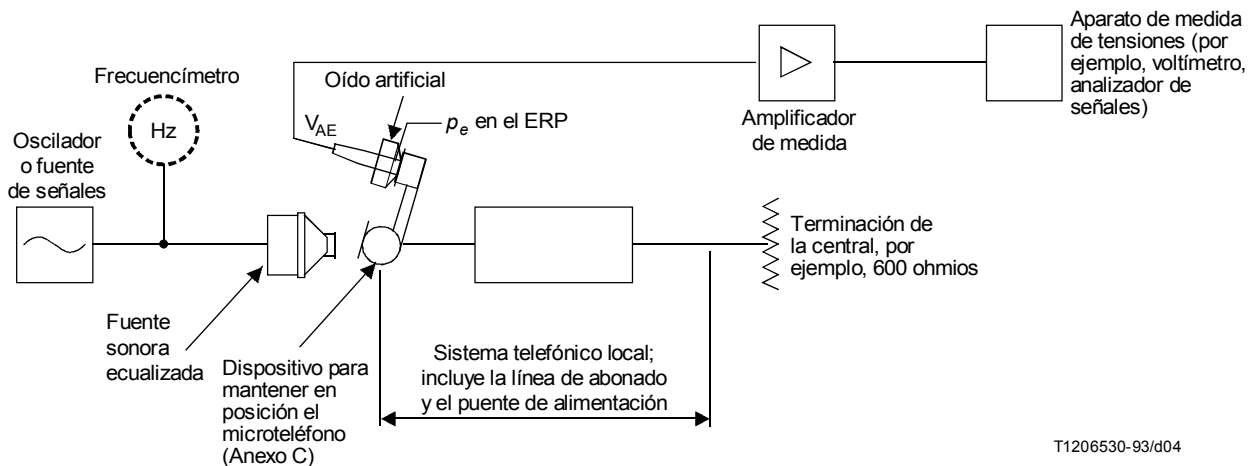 Aparato de medida
de tensiones (por
ejemplo, voltímetro,
analizador de
señales)
Frecuencímetro
Hz
Oído artificial
V_AE
p_e en el ERP
Amplificador
de medida
Oscilador
o fuente
de señales
Terminación de
la central, por
ejemplo, 600 ohmios
Fuente
sonora
ecualizada
Dispositivo para
mantener en
posición el
microteléfono
(Anexo C)
Sistema telefónico local;
incluye la línea de abonado
y el puente de alimentación
T1206530-93/d04